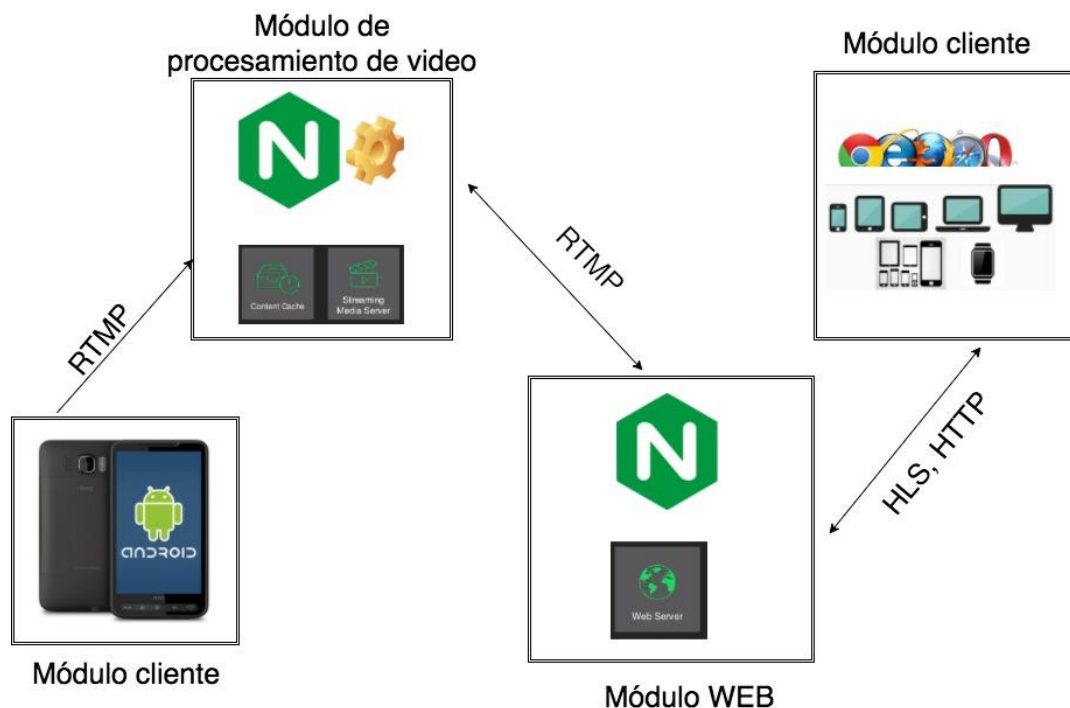 Módulo de
procesamiento de video
Módulo cliente
N
Content Cache
Streaming
Media Server
RTMP
RTMP
HLS, HTTP
N
Web Server
ANDROID
Módulo cliente
Módulo WEB